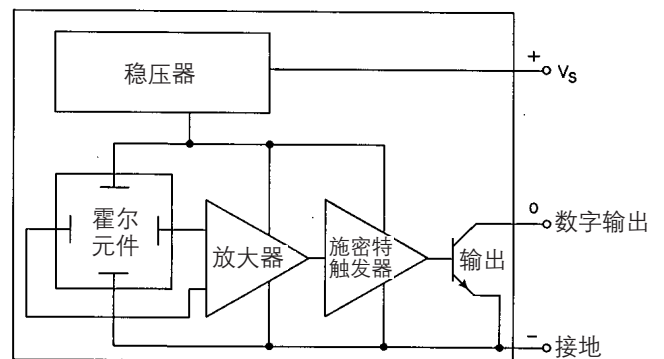 稳压器
+
Vs
霍尔
元件
放大器
施密特
触发器
输出
o
数字输出
−
接地